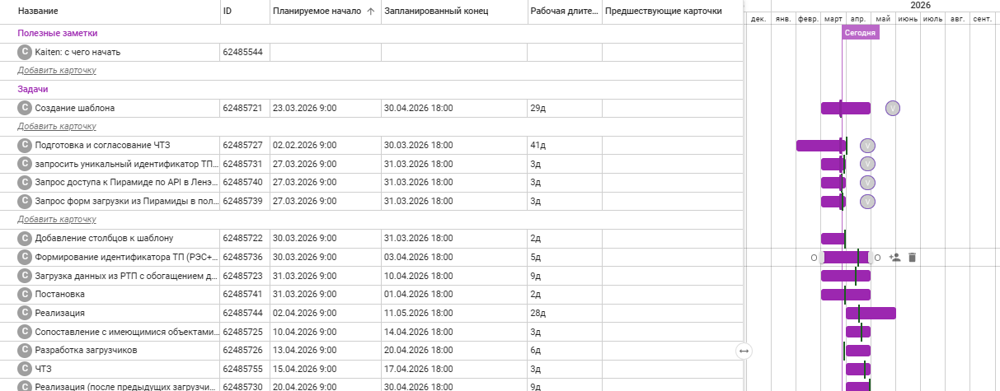 Название ID Планируемое начало ↑ Запланированный конец Рабочая длите... Предшествующие карточки
2026
дек. янв. февр. март апр. май июнь июль авг. сент.
Сегодня
Полезные заметки
C Kaiten: с чего начать 62485544
Добавить карточку
Задачи
C Создание шаблона 62485721 23.03.2026 9:00 30.04.2026 18:00 29д V
Добавить карточку
C Подготовка и согласование ЧТЗ 62485727 02.02.2026 9:00 30.03.2026 18:00 41д V
C запросить уникальный идентификатор ТП... 62485731 27.03.2026 9:00 31.03.2026 18:00 3д V
C Запрос доступа к Пирамиде по API в Ленэ... 62485740 27.03.2026 9:00 31.03.2026 18:00 3д V
C Запрос форм загрузки из Пирамиды в пол... 62485739 27.03.2026 9:00 31.03.2026 18:00 3д V
Добавить карточку
C Добавление столбцов к шаблону 62485722 30.03.2026 9:00 31.03.2026 18:00 2д
C Формирование идентификатора ТП (РЭС+... 62485736 30.03.2026 9:00 03.04.2026 18:00 5д
C Загрузка данных из РТП с обогащением д... 62485723 31.03.2026 9:00 10.04.2026 18:00 9д
C Постановка 62485741 31.03.2026 9:00 01.04.2026 18:00 2д
C Реализация 62485744 02.04.2026 9:00 11.05.2026 18:00 28д
C Сопоставление с имеющимися объектами... 62485725 10.04.2026 9:00 14.04.2026 18:00 3д
C Разработка загрузчиков 62485726 13.04.2026 9:00 20.04.2026 18:00 6д
C ЧТЗ 62485755 15.04.2026 9:00 17.04.2026 18:00 3д
C Реализация (после предыдущих загрузчи... 62485730 20.04.2026 9:00 30.04.2026 18:00 9д